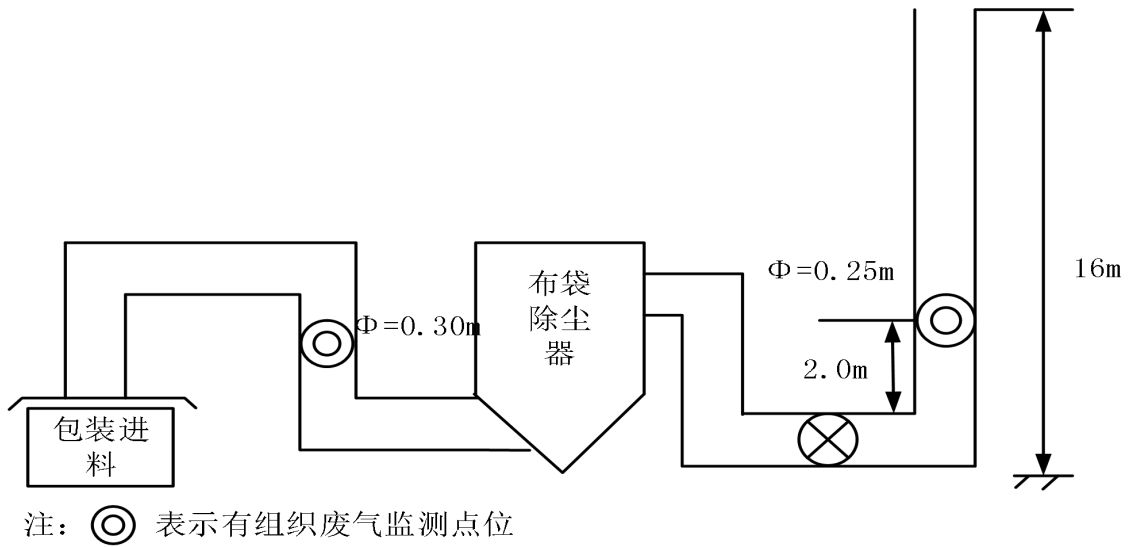 16m
Φ=0.25m
布袋
除尘
器
Φ=0.30m
2.0m
包装进
料
注： 表示有组织废气监测点位